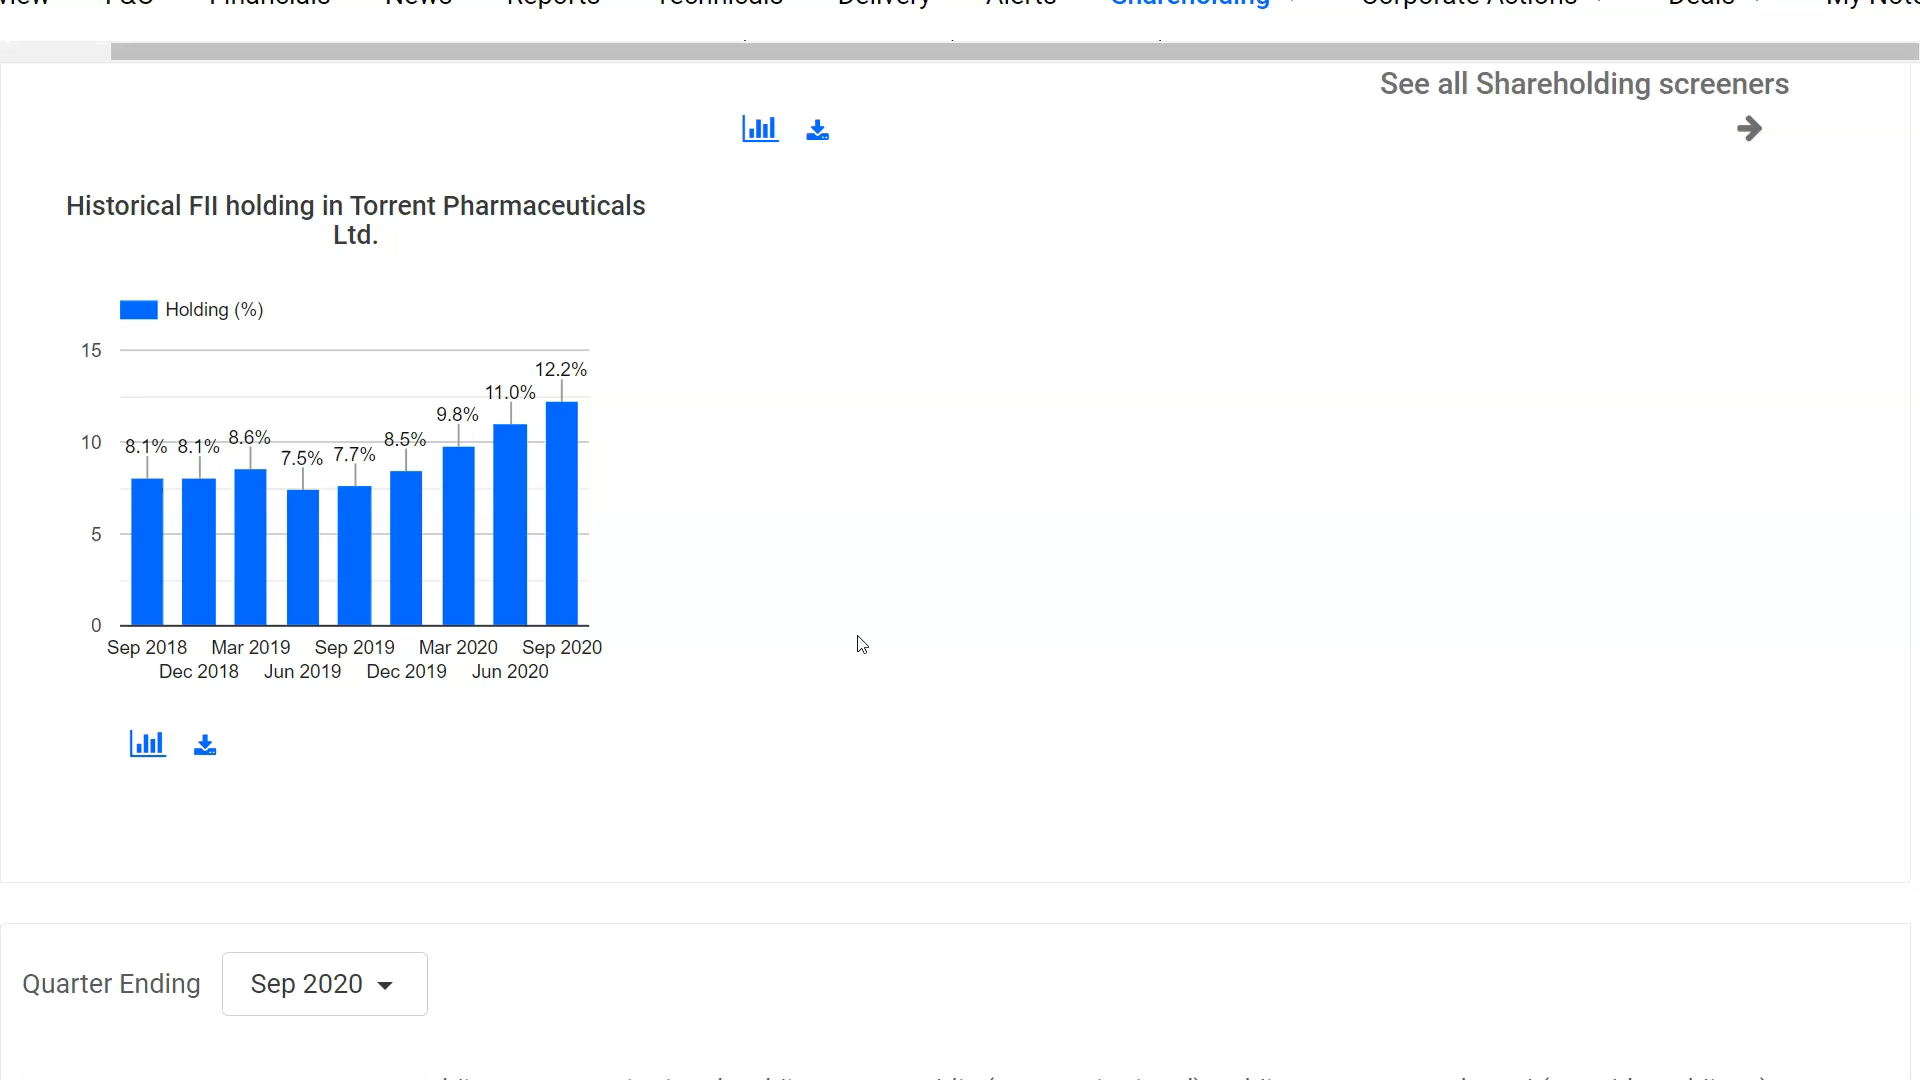 Shareholding
See all Shareholding screeners
Historical FII holding in Torrent Pharmaceuticals
Ltd.
Holding (%)
15
12.2%
11.0%
9.8%
8.1% 8.1% 8.6% 7.5% 7.7% 8.5%
10
5
0
Sep 2018 Mar 2019 Sep 2019 Mar 2020 Sep 2020
Dec 2018 Jun 2019 Dec 2019 Jun 2020
Quarter Ending Sep 2020